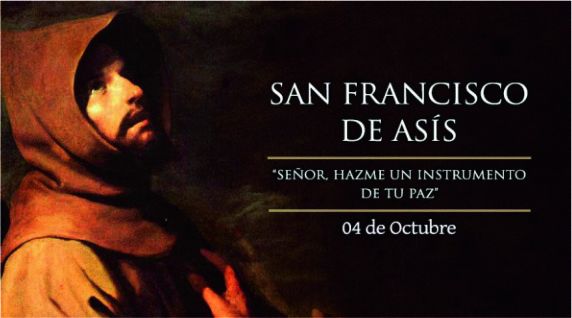 SAN FRANCISCO
DE ASÍS
“SEÑOR, HAZME UN INSTRUMENTO
DE TU PAZ”
04 de Octubre